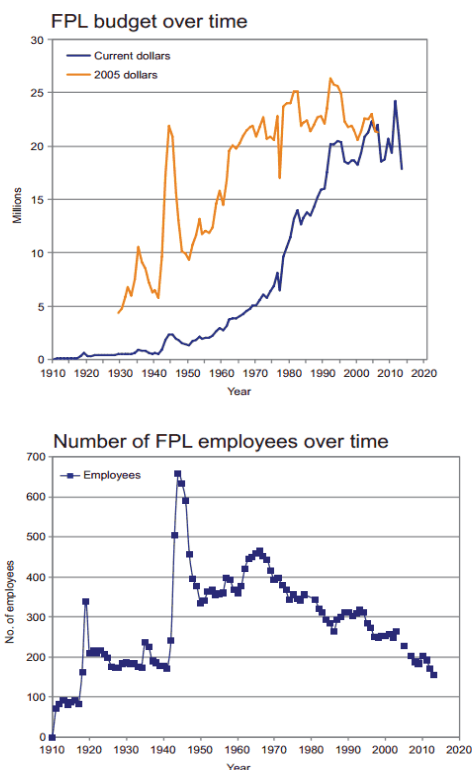 FPL budget over time
30
25
20
15
10
5
0
Millions
Current dollars
2005 dollars
1910 1920 1930 1940 1950 1960 1970 1980 1990 2000 2010 2020
Year
Number of FPL employees over time
700
600
500
400
300
200
100
0
No. of employees
Employees
1910 1920 1930 1940 1950 1960 1970 1980 1990 2000 2010 2020
Year